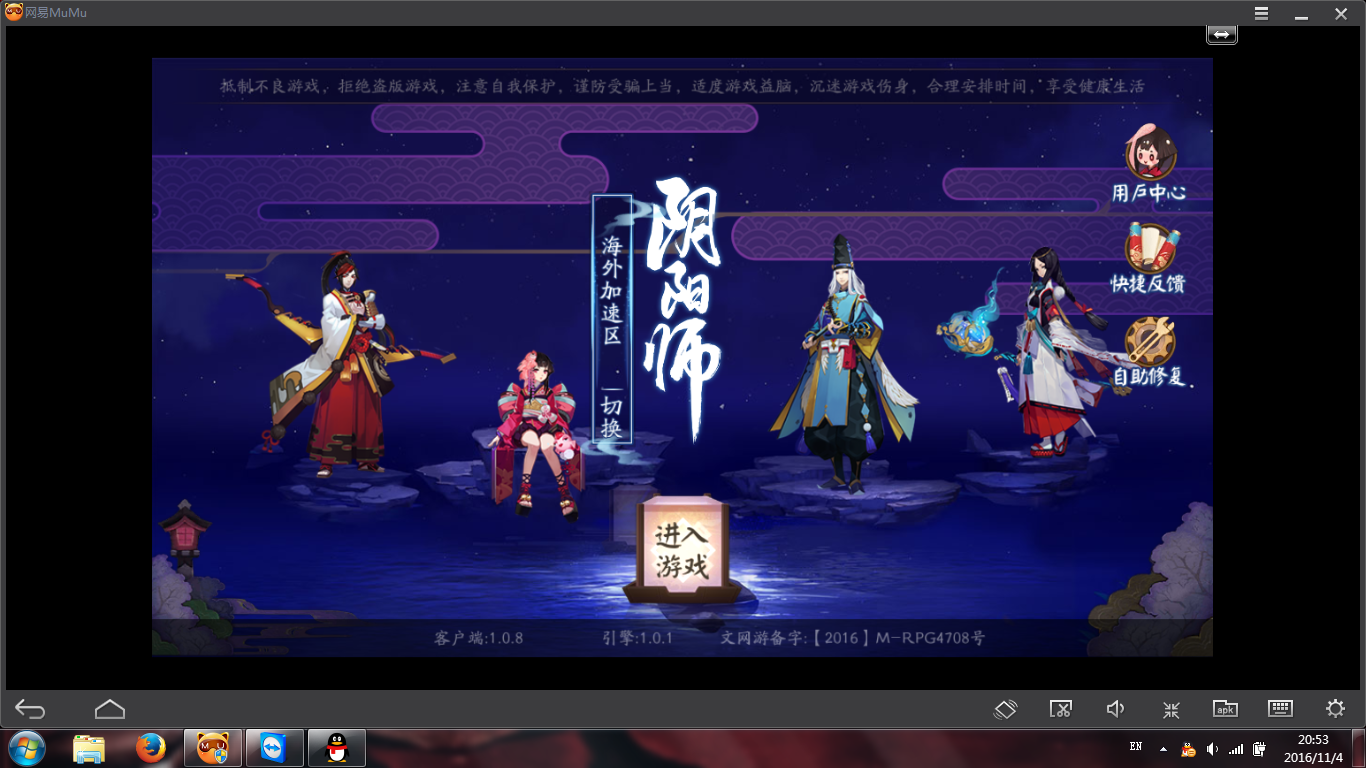 网易MuMu
抵制不良游戏，拒绝盗版游戏，注意自我保护，谨防受骗上当，适度游戏益脑，沉迷游戏伤身，合理安排时间，享受健康生活
用户中心
阴阳师
海外加速区
切换
快捷反馈
自助修复
进入
游戏
客户端:1.0.8
引擎:1.0.1
文网游备字:【2016】M-RPG4708号
apk
EN
20:53
2016/11/4